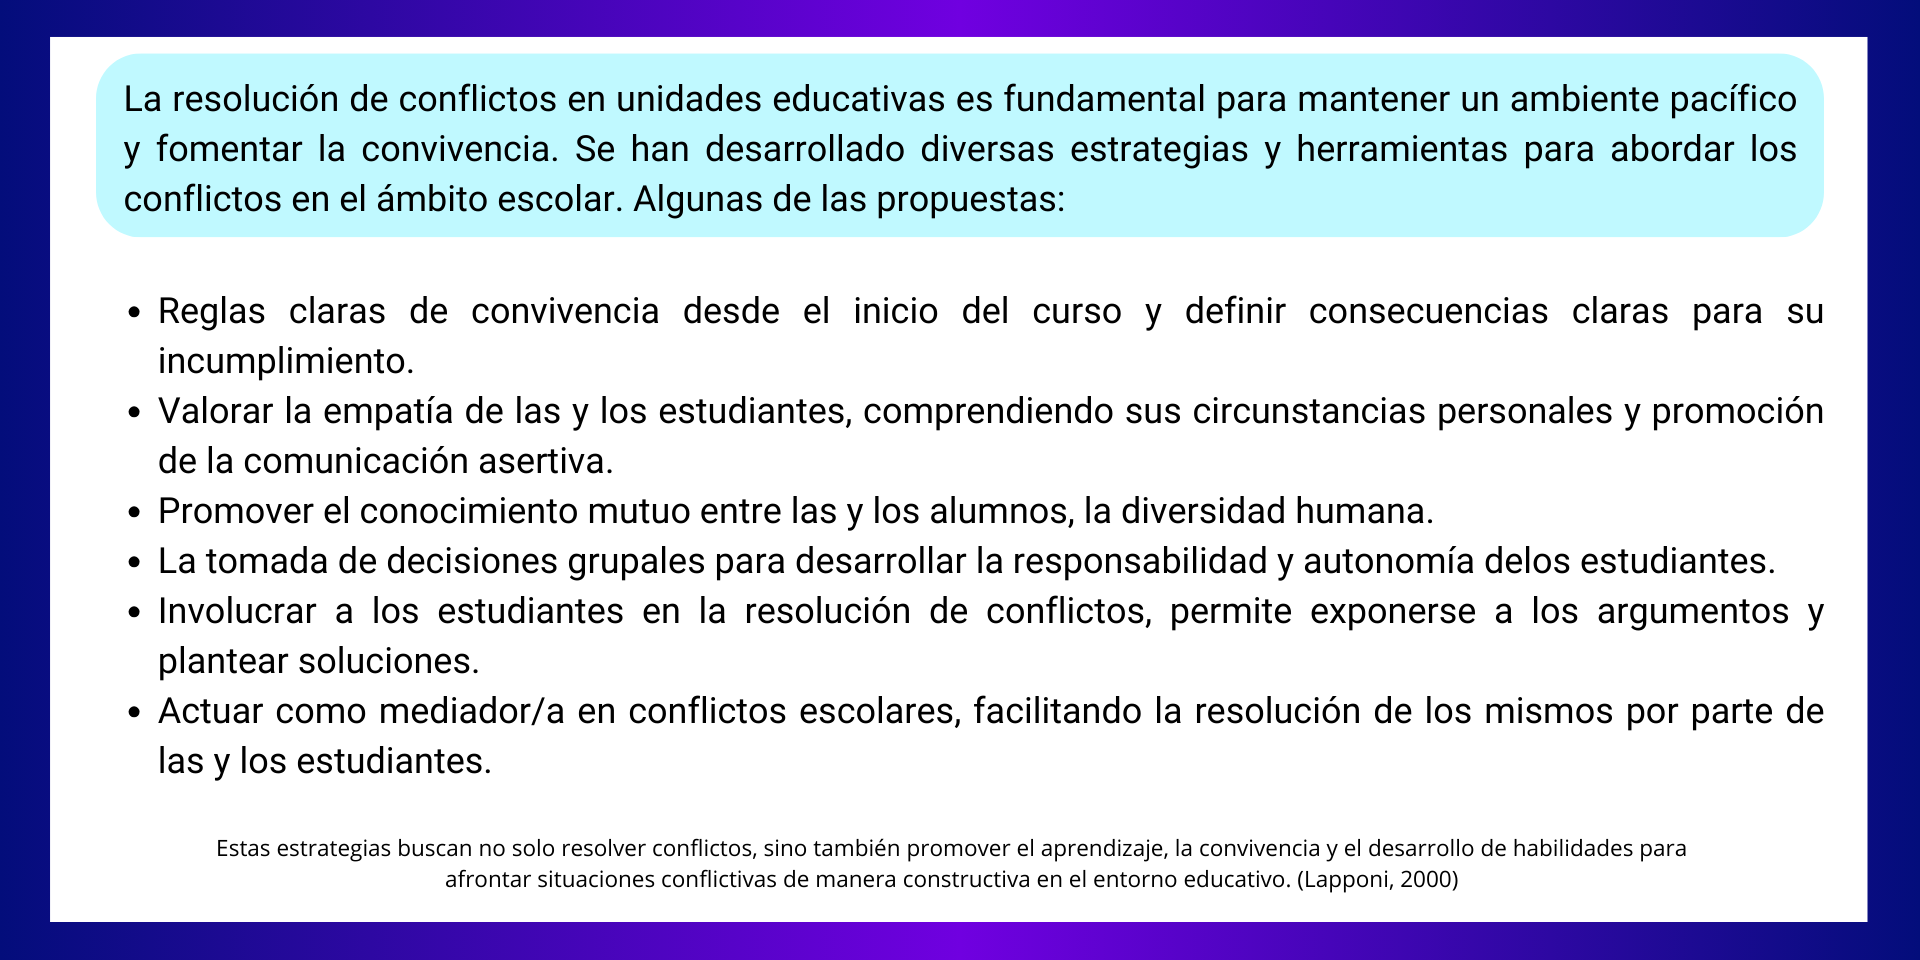 La resolución de conflictos en unidades educativas es fundamental para mantener un ambiente pacífico
y fomentar la convivencia. Se han desarrollado diversas estrategias y herramientas para abordar los
conflictos en el ámbito escolar. Algunas de las propuestas:
• Reglas claras de convivencia desde el inicio del curso y definir consecuencias claras para su
incumplimiento.
• Valorar la empatía de las y los estudiantes, comprendiendo sus circunstancias personales y promoción
de la comunicación asertiva.
• Promover el conocimiento mutuo entre las y los alumnos, la diversidad humana.
• La tomada de decisiones grupales para desarrollar la responsabilidad y autonomía delos estudiantes.
• Involucrar a los estudiantes en la resolución de conflictos, permite exponerse a los argumentos y
plantear soluciones.
• Actuar como mediador/a en conflictos escolares, facilitando la resolución de los mismos por parte de
las y los estudiantes.
Estas estrategias buscan no solo resolver conflictos, sino también promover el aprendizaje, la convivencia y el desarrollo de habilidades para
afrontar situaciones conflictivas de manera constructiva en el entorno educativo. (Lapponi, 2000)